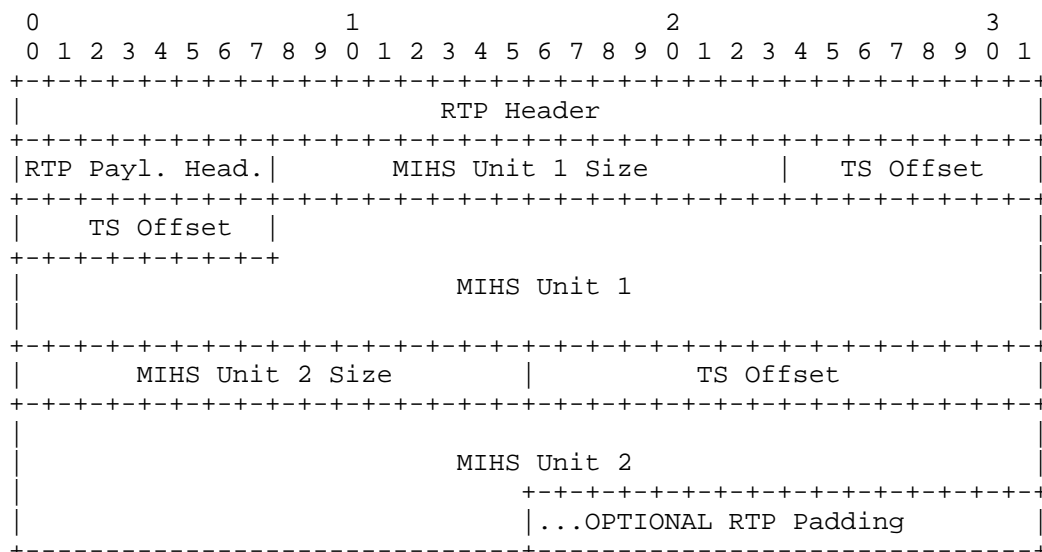 0                   1                   2                   3
0 1 2 3 4 5 6 7 8 9 0 1 2 3 4 5 6 7 8 9 0 1 2 3 4 5 6 7 8 9 0 1
+-+-+-+-+-+-+-+-+-+-+-+-+-+-+-+-+-+-+-+-+-+-+-+-+-+-+-+-+-+-+-+-+
|                          RTP Header                           |
+-+-+-+-+-+-+-+-+-+-+-+-+-+-+-+-+-+-+-+-+-+-+-+-+-+-+-+-+-+-+-+-+
|RTP Payl. Head.|       MIHS Unit 1 Size        |   TS Offset   |
+-+-+-+-+-+-+-+-+-+-+-+-+-+-+-+-+-+-+-+-+-+-+-+-+-+-+-+-+-+-+-+-+
|    TS Offset  |                                               |
+-+-+-+-+-+-+-+-+                                               |
|                           MIHS Unit 1                         |
|                                                               |
+-+-+-+-+-+-+-+-+-+-+-+-+-+-+-+-+-+-+-+-+-+-+-+-+-+-+-+-+-+-+-+-+
|       MIHS Unit 2 Size        |          TS Offset            |
+-+-+-+-+-+-+-+-+-+-+-+-+-+-+-+-+-+-+-+-+-+-+-+-+-+-+-+-+-+-+-+-+
|                                                               |
|                           MIHS Unit 2                         |
|                               +-+-+-+-+-+-+-+-+-+-+-+-+-+-+-+-+
|                               |...OPTIONAL RTP Padding        |
+-------------------------------+-------------------------------+